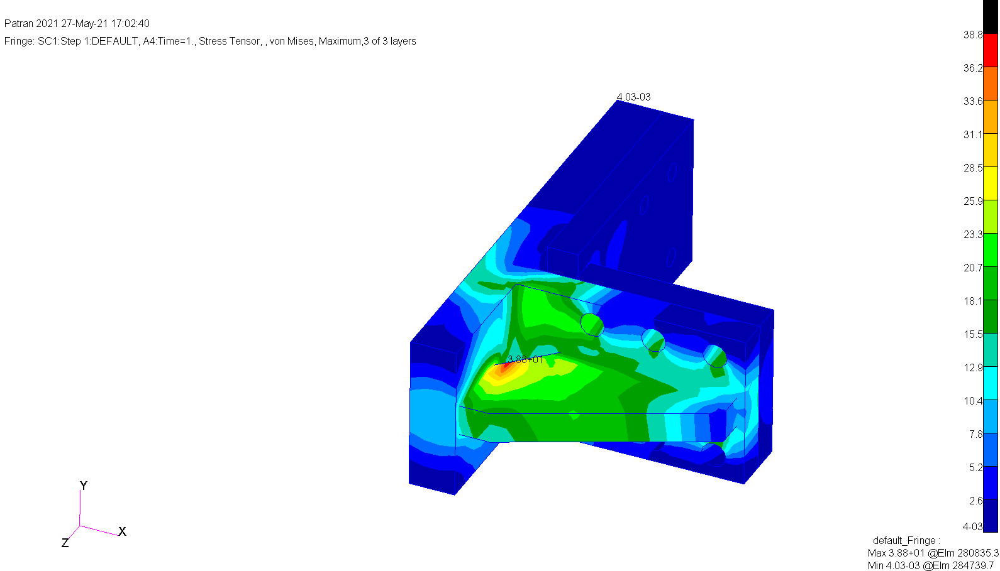 Patran 2021 27-May-21 17:02:40
Fringe: SC1:Step 1:DEFAULT, A4:Time=1., Stress Tensor, , von Mises, Maximum,3 of 3 layers
38.8
36.2
33.6
31.1
28.5
25.9
23.3
20.7
18.1
15.5
12.9
10.4
7.8
5.2
2.6
4-03
4.03-03
3.88+01
Y
X
Z
default_Fringe :
Max 3.88+01 @Elm 280835.3
Min 4.03-03 @Elm 284739.7